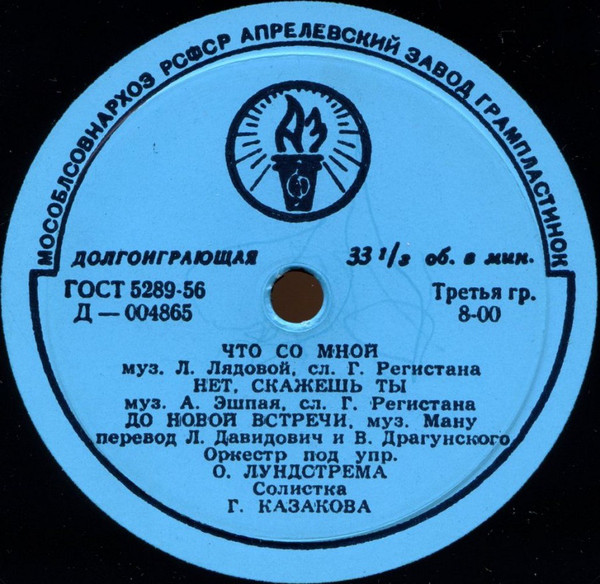 МОСОБЛСОВНАРХОЗ РСФСР АПРЕЛЕВСКИЙ ЗАВОД ГРАМПЛАСТИНОК
АЗ
ДОЛГОИГРАЮЩАЯ 33 1/3 об. в мин.
ГОСТ 5289-56 Третья гр.
Д — 004865 8-00
ЧТО СО МНОЙ
муз. Л. Лядовой, сл. Г. Регистана
НЕТ, СКАЖЕШЬ ТЫ
муз. А. Эшпая, сл. Г. Регистана
ДО НОВОЙ ВСТРЕЧИ, муз. Ману
перевод Л. Давидович и В. Драгунского
Оркестр под упр.
О. ЛУНДСТРЕМА
Солистка
Г. КАЗАКОВА